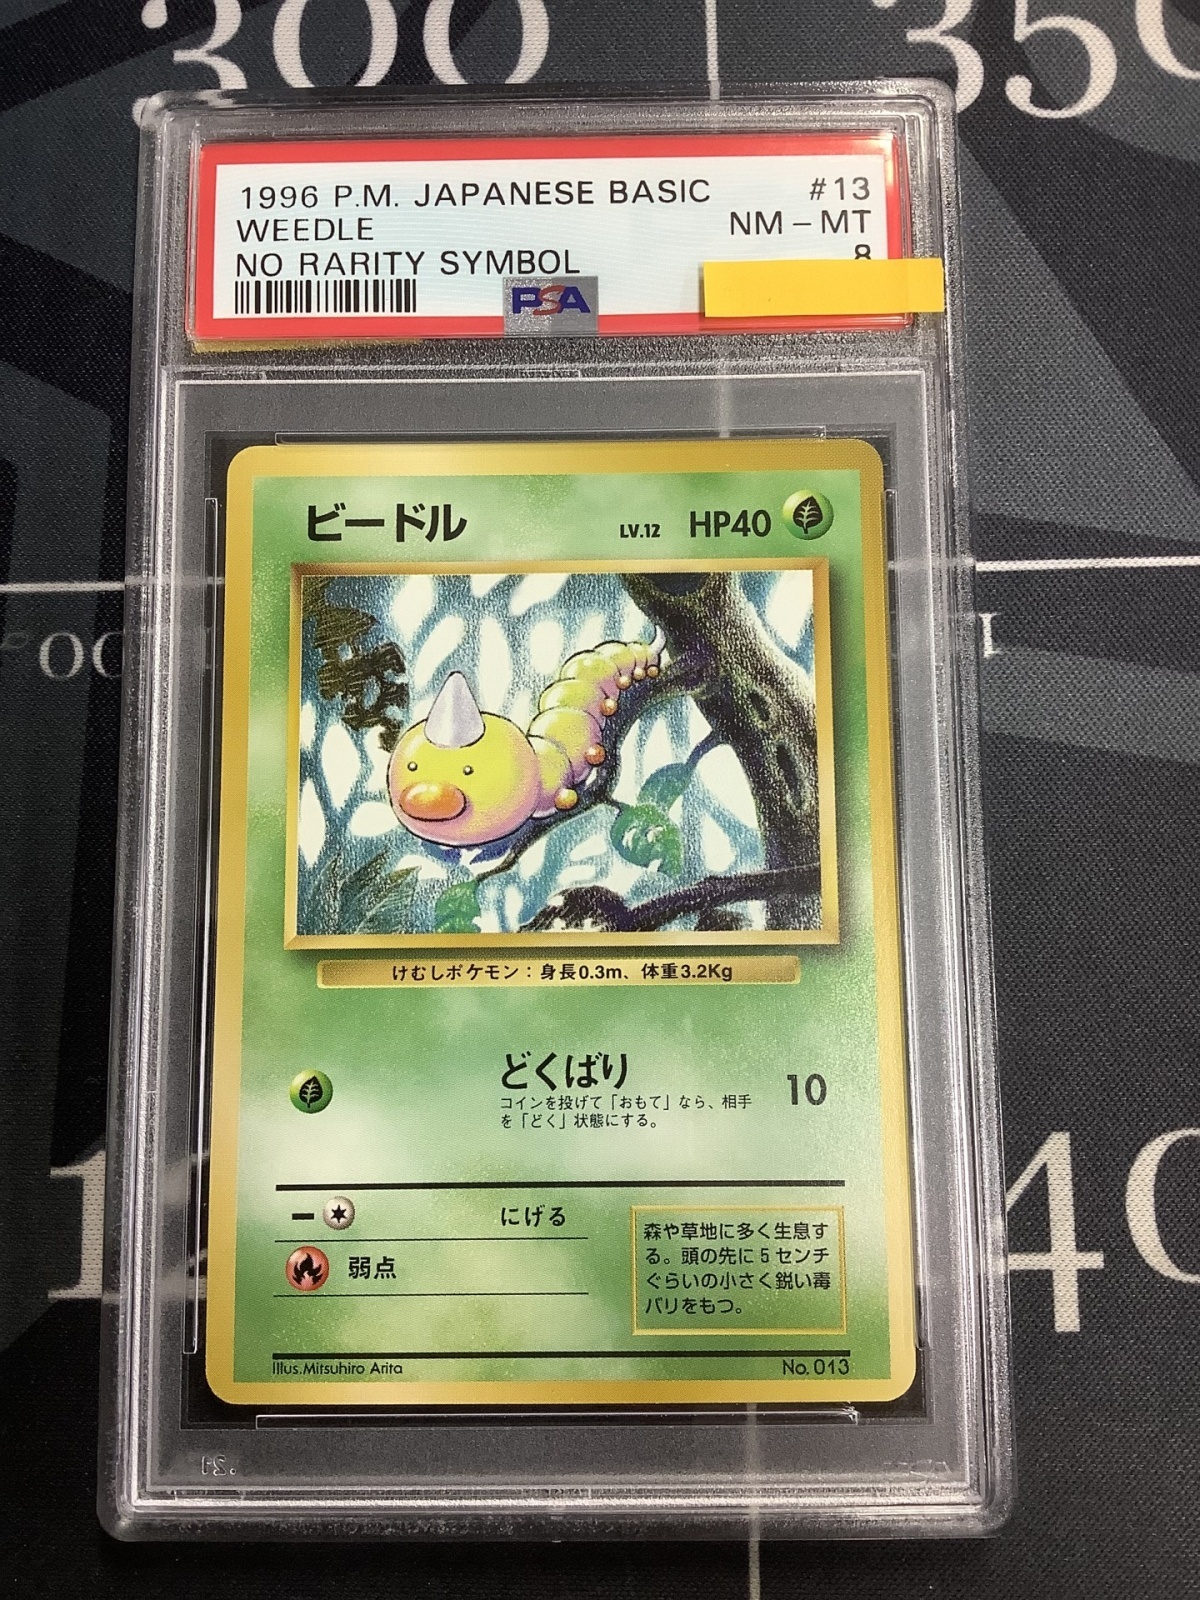 300
350
1996 P.M. JAPANESE BASIC #13
WEEDLE NM - MT
NO RARITY SYMBOL 8
PSA
ビードル LV.12 HP40
けむしポケモン：身長0.3m、体重3.2Kg
どくばり 10
コインを投げて「おもて」なら、相手
を「どく」状態にする。
にげる
弱点
森や草地に多く生息す
る。頭の先に5センチ
ぐらいの小さく鋭い毒
バリをもつ。
Illus.Mitsuhiro Arita No. 013
40